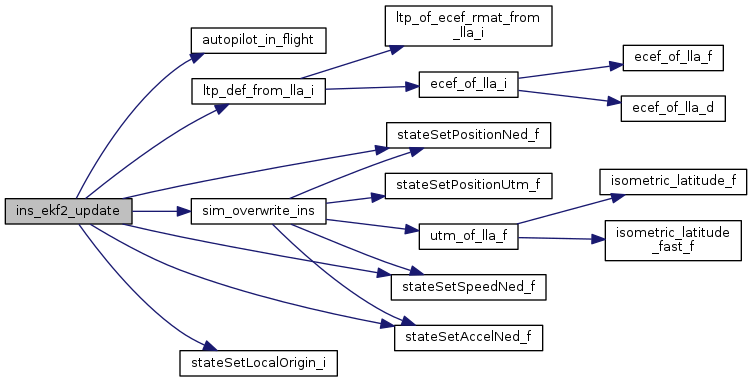 ins_ekf2_update
autopilot_in_flight
ltp_def_from_lla_i
ltp_of_ecef_rmat_from
_lla_i
ecef_of_lla_i
ecef_of_lla_f
ecef_of_lla_d
stateSetPositionNed_f
sim_overwrite_ins
stateSetPositionUtm_f
utm_of_lla_f
isometric_latitude_f
isometric_latitude
_fast_f
stateSetSpeedNed_f
stateSetAccelNed_f
stateSetLocalOrigin_i